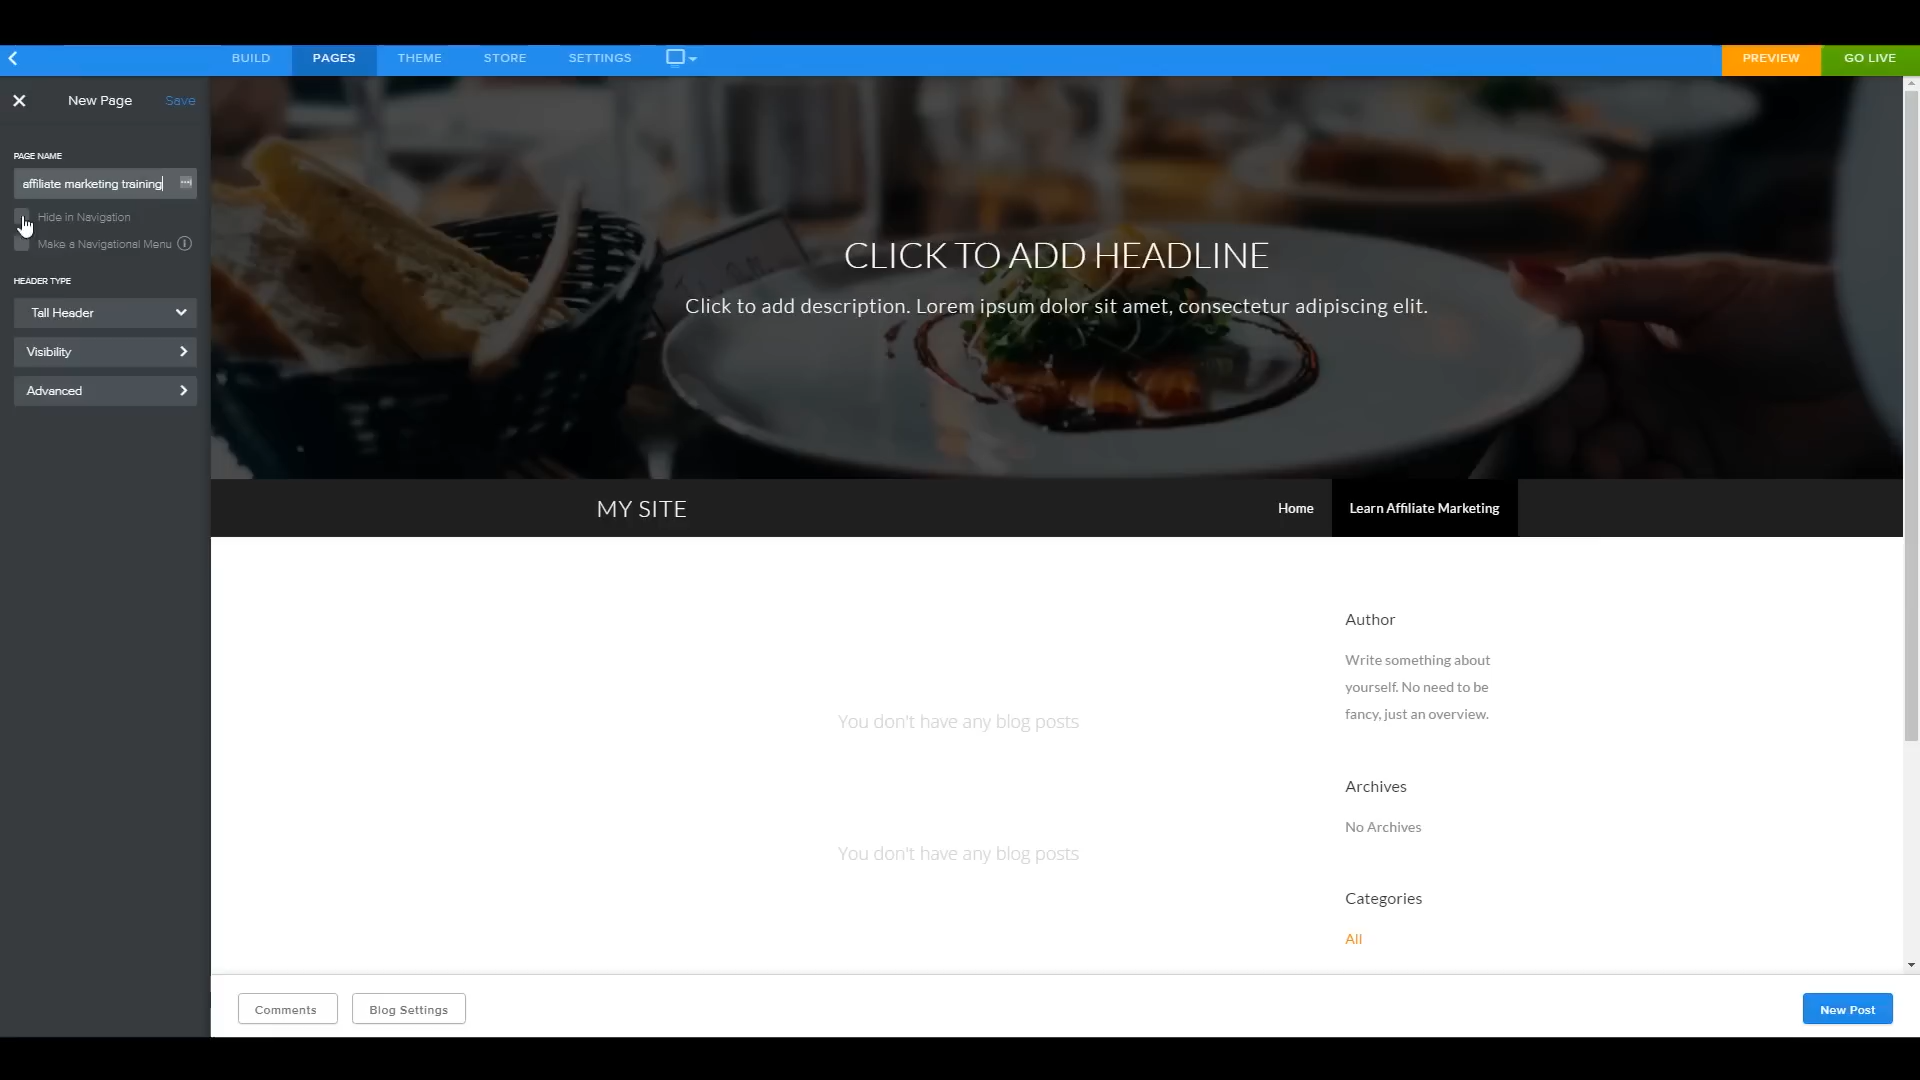 BUILD PAGES THEME STORE SETTINGS PREVIEW GO LIVE
New Page Save
PAGE NAME
affiliate marketing training
Hide in Navigation
Make a Navigational Menu
HEADER TYPE
Tall Header
Visibility
Advanced
CLICK TO ADD HEADLINE
Click to add description. Lorem ipsum dolor sit amet, consectetur adipiscing elit.
MY SITE Home Learn Affiliate Marketing
Author
Write something about
yourself. No need to be
fancy, just an overview.
You don't have any blog posts
Archives
No Archives
You don't have any blog posts
Categories
All
Comments Blog Settings New Post